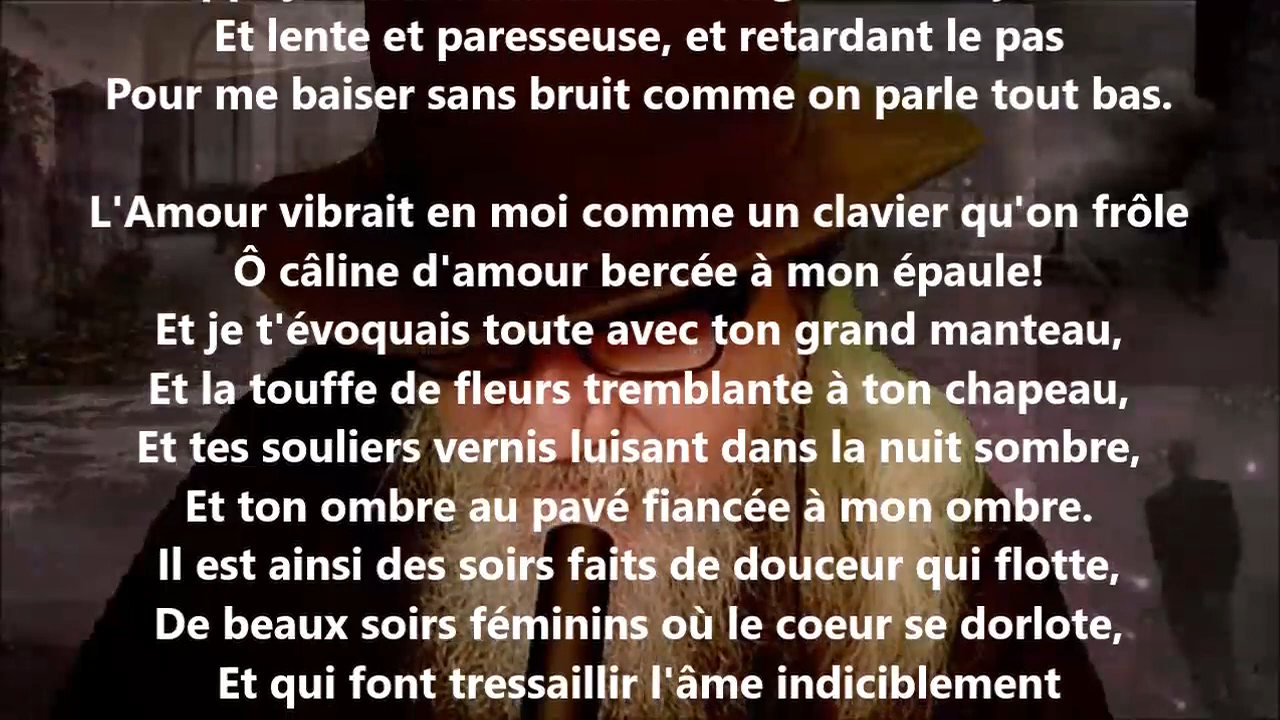 Et lente et paresseuse, et retardant le pas
Pour me baiser sans bruit comme on parle tout bas.
L'Amour vibrait en moi comme un clavier qu'on frôle
Ô câline d'amour bercée à mon épaule!
Et je t'évoquais toute avec ton grand manteau,
Et la touffe de fleurs tremblante à ton chapeau,
Et tes souliers vernis luisant dans la nuit sombre,
Et ton ombre au pavé fiancée à mon ombre.
Il est ainsi des soirs faits de douceur qui flotte,
De beaux soirs féminins où le coeur se dorlote,
Et qui font tressaillir l'âme indiciblement